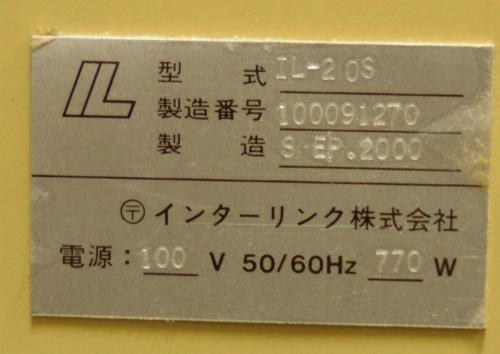 IL
型式 IL-20S
製造番号 100091270
製造 SEP.2000
〶インターリンク株式会社
電源：100 V 50/60Hz 770 W